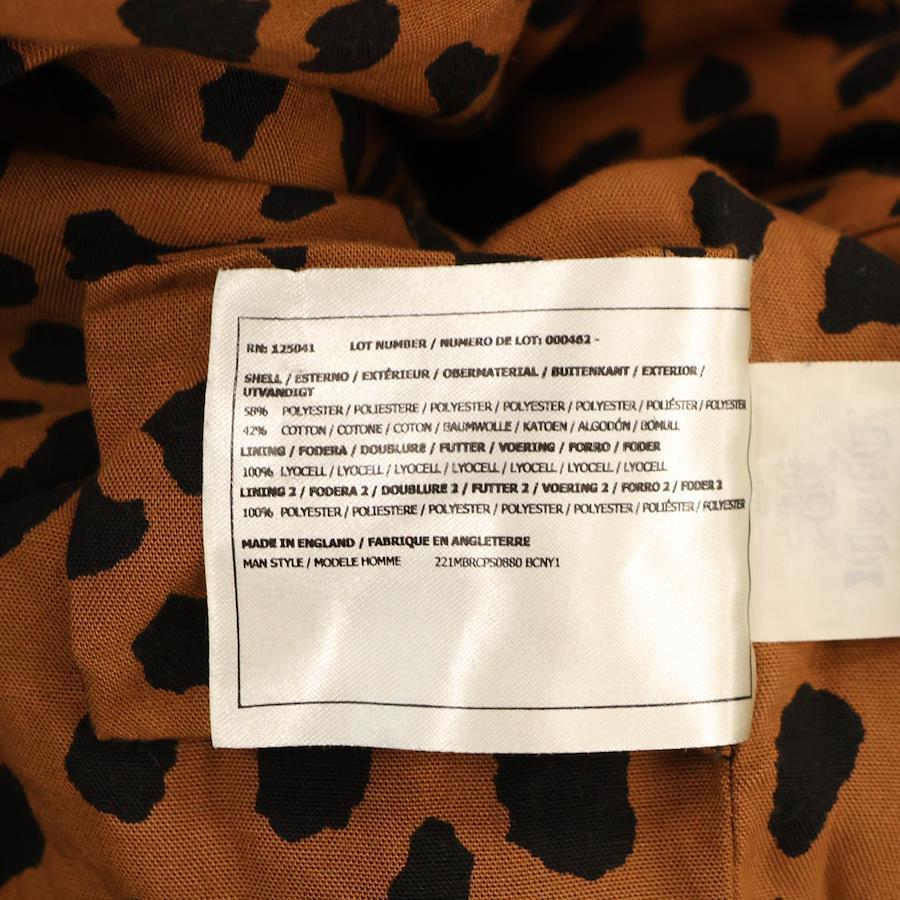 RN: 125041 LOT NUMBER / NUMERO DE LOT: 000462 -
SHELL / ESTERNO / EXTÉRIEUR / OBERMATERIAL / BUITENKANT / EXTERIOR /
UTVANDIGT
58% POLYESTER / POLIESTERE / POLYESTER / POLYESTER / POLYESTER / POLIÉSTER / POLYESTER
42% COTTON / COTONE / COTON / BAUMWOLLE / KATOEN / ALGODÓN / BOMULL
LINING / FODERA / DOUBLURE / FUTTER / VOERING / FORRO / FODER
100% LYOCELL / LYOCELL / LYOCELL / LYOCELL / LYOCELL / LYOCELL / LYOCELL
LINING 2 / FODERA 2 / DOUBLURE 2 / FUTTER 2 / VOERING 2 / FORRO 2 / FODER 2
100% POLYESTER / POLIESTERE / POLYESTER / POLYESTER / POLYESTER / POLIÉSTER / POLYESTER
MADE IN ENGLAND / FABRIQUE EN ANGLETERRE
MAN STYLE / MODELE HOMME 221MBRCPS0880 BCNY1